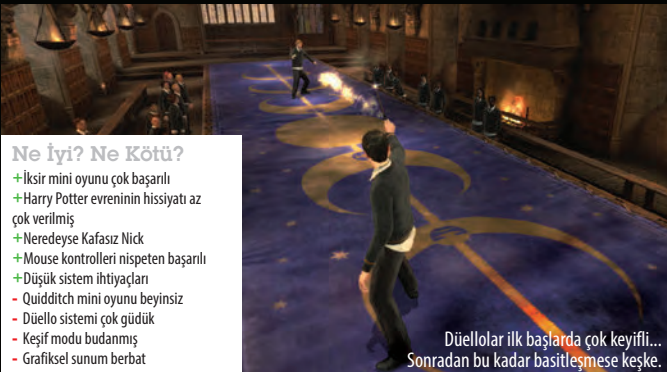 Ne İyi? Ne Kötü?
+İksir mini oyunu çok başarılı
+Harry Potter evreninin hissiyatı az
çok verilmiş
+Neredeyse Kafasız Nick
+Mouse kontrolleri nispeten başarılı
+Düşük sistem ihtiyaçları
- Quidditch mini oyunu beyinsiz
- Düello sistemi çok güdük
- Keşif modu budanmış
- Grafiksel sunum berbat
Düellolar ilk başlarda çok keyifli...
Sonradan bu kadar basitleşmese keşke.